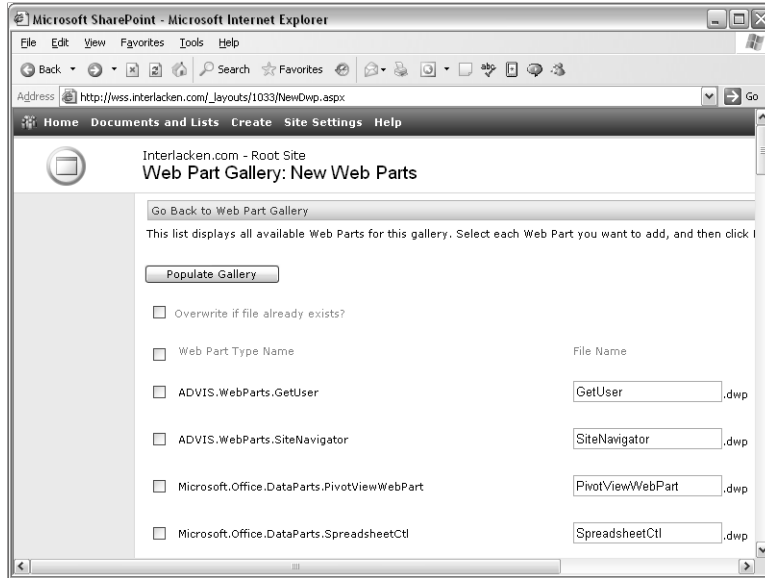 Microsoft SharePoint - Microsoft Internet Explorer
File Edit View Favorites Tools Help
Back Search Favorites
Address http://wss.interlacken.com/_layouts/1033/NewDwp.aspx Go
Home Documents and Lists Create Site Settings Help
Interlacken.com - Root Site
Web Part Gallery: New Web Parts
Go Back to Web Part Gallery
This list displays all available Web Parts for this gallery. Select each Web Part you want to add, and then click
Populate Gallery
Overwrite if file already exists?
Web Part Type Name File Name
ADVIS.WebParts.GetUser GetUser .dwp
ADVIS.WebParts.SiteNavigator SiteNavigator .dwp
Microsoft.Office.DataParts.PivotViewWebPart PivotViewWebPart .dwp
Microsoft.Office.DataParts.SpreadsheetCtl SpreadsheetCtl .dwp